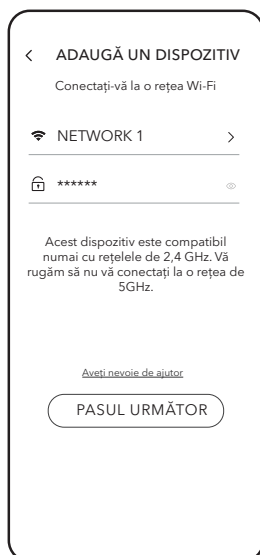 ADAUGĂ UN DISPOZITIV
Conectați-vă la o rețea Wi-Fi
NETWORK 1
******
Acest dispozitiv este compatibil
numai cu rețelele de 2,4 GHz. Vă
rugăm să nu vă conectați la o rețea de
5GHz.
Aveți nevoie de ajutor
PASUL URMĂTOR